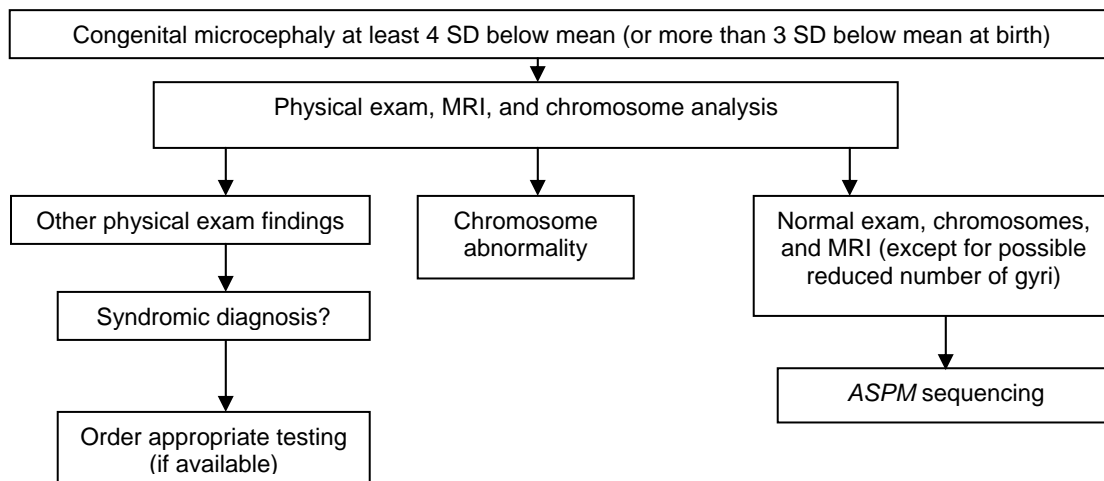 Congenital microcephaly at least 4 SD below mean (or more than 3 SD below mean at birth)
Physical exam, MRI, and chromosome analysis
Other physical exam findings
Chromosome
abnormality
Normal exam, chromosomes,
and MRI (except for possible
reduced number of gyri)
Syndromic diagnosis?
ASPM sequencing
Order appropriate testing
(if available)